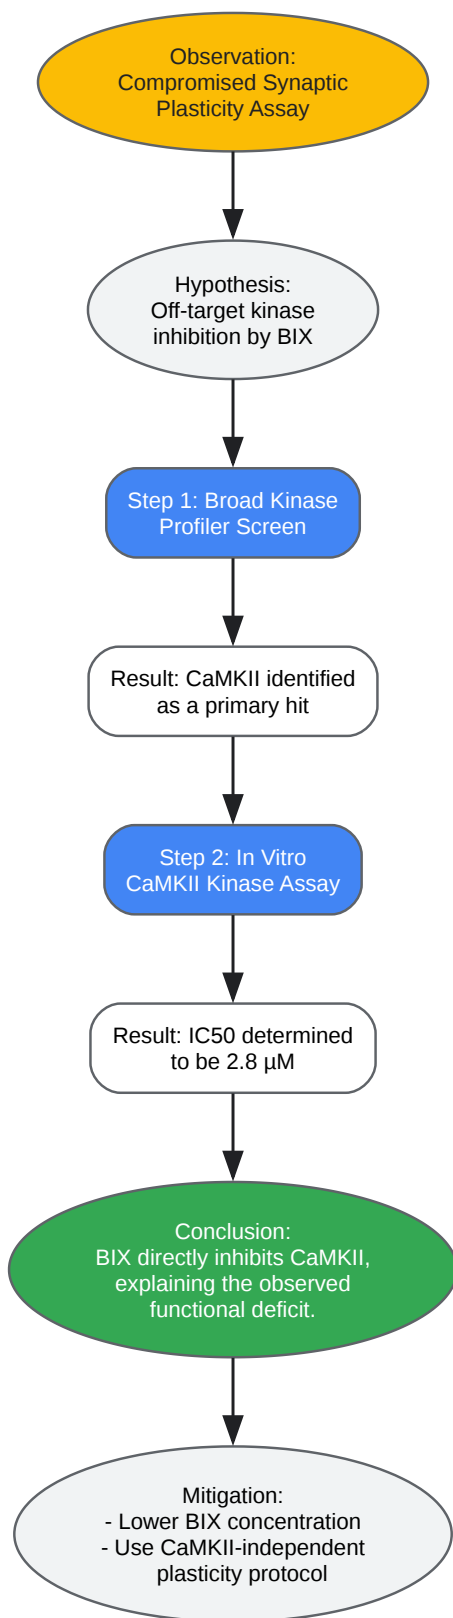 Observation:
Compromised Synaptic
Plasticity Assay
Hypothesis:
Off-target kinase
inhibition by BIX
Step 1: Broad Kinase
Profiler Screen
Result: CaMKII identified
as a primary hit
Step 2: In Vitro
CaMKII Kinase Assay
Result: IC50 determined
to be 2.8 µM
Conclusion:
BIX directly inhibits CaMKII,
explaining the observed
functional deficit.
Mitigation:
- Lower BIX concentration
- Use CaMKII-independent
plasticity protocol